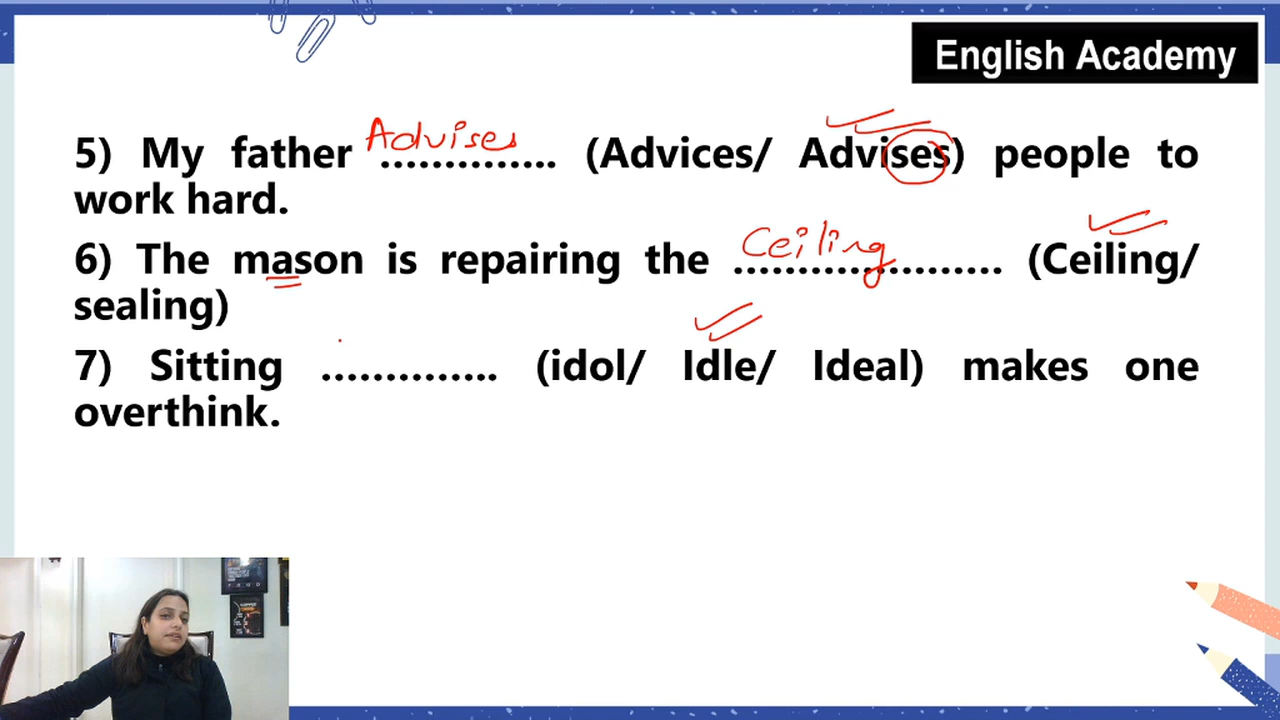 English Academy
Advises
5) My father .............. (Advices/ Advises) people to
work hard.
Ceiling
6) The mason is repairing the ..................... (Ceiling/
sealing)
7) Sitting .............. (idol/ Idle/ Ideal) makes one
overthink.